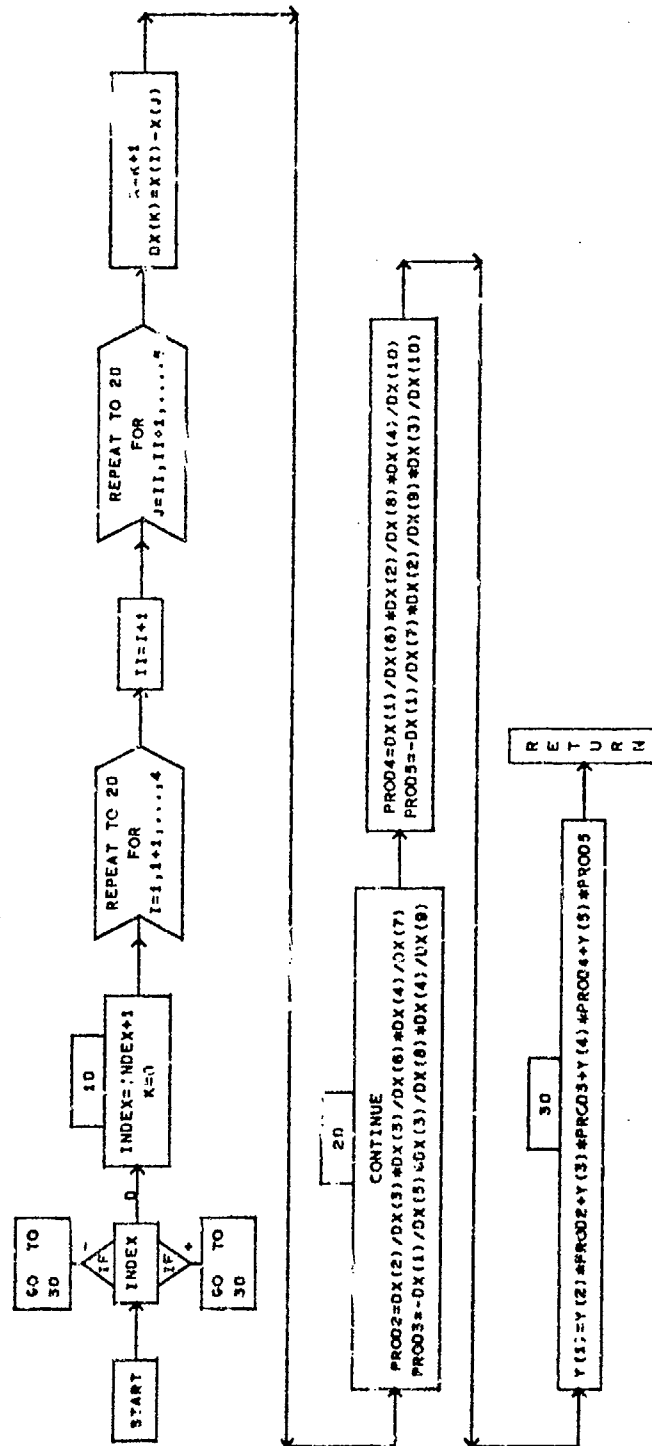 START
GO TO
30
IF -
INDEX
IF +
GO TO
30
0
10
INDEX=INDEX+1
K=0
REPEAT TO 20
FOR
I=1,1+1,...,4
II=I+1
REPEAT TO 20
FOR
J=II,II+1,...,
K=K+1
DX(K)=X(I)-X(J)
20
CONTINUE
PROD2=DX(2)/DX(3)*DX(3)/DX(6)*DX(4)/DX(7)
PROD3=-DX(1)/DX(5)*DX(3)/DX(8)*DX(4)/DX(9)
PROD4=DX(1)/DX(6)*DX(2)/DX(8)*DX(4)/DX(10)
PROD5=-DX(1)/DX(7)*DX(2)/DX(9)*DX(3)/DX(10)
30
Y(1)=Y(2)*PROD2+Y(3)*PROD3+Y(4)*PROD4+Y(5)*PROD5
RETURN